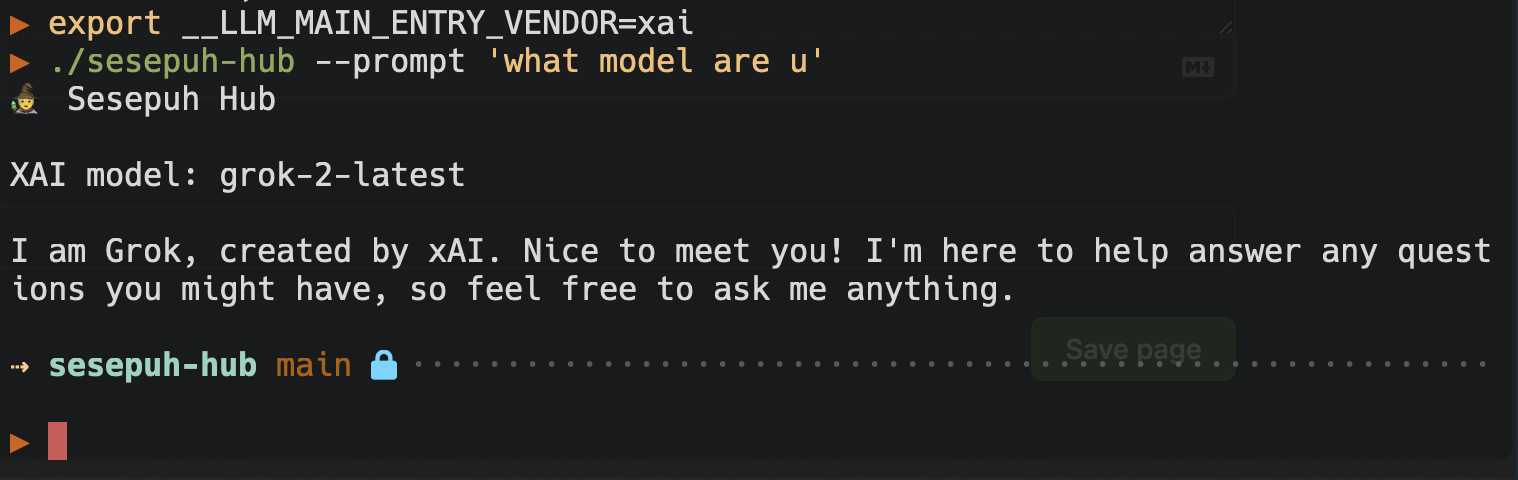 ▶ export __LLM_MAIN_ENTRY_VENDOR=xai
▶ ./sesepuh-hub --prompt 'what model are u'
M↓
🧙 Sesepuh Hub
XAI model: grok-2-latest
I am Grok, created by xAI. Nice to meet you! I'm here to help answer any quest
ions you might have, so feel free to ask me anything.
Save page
⇢ sesepuh-hub main 🔒 ························································
▶